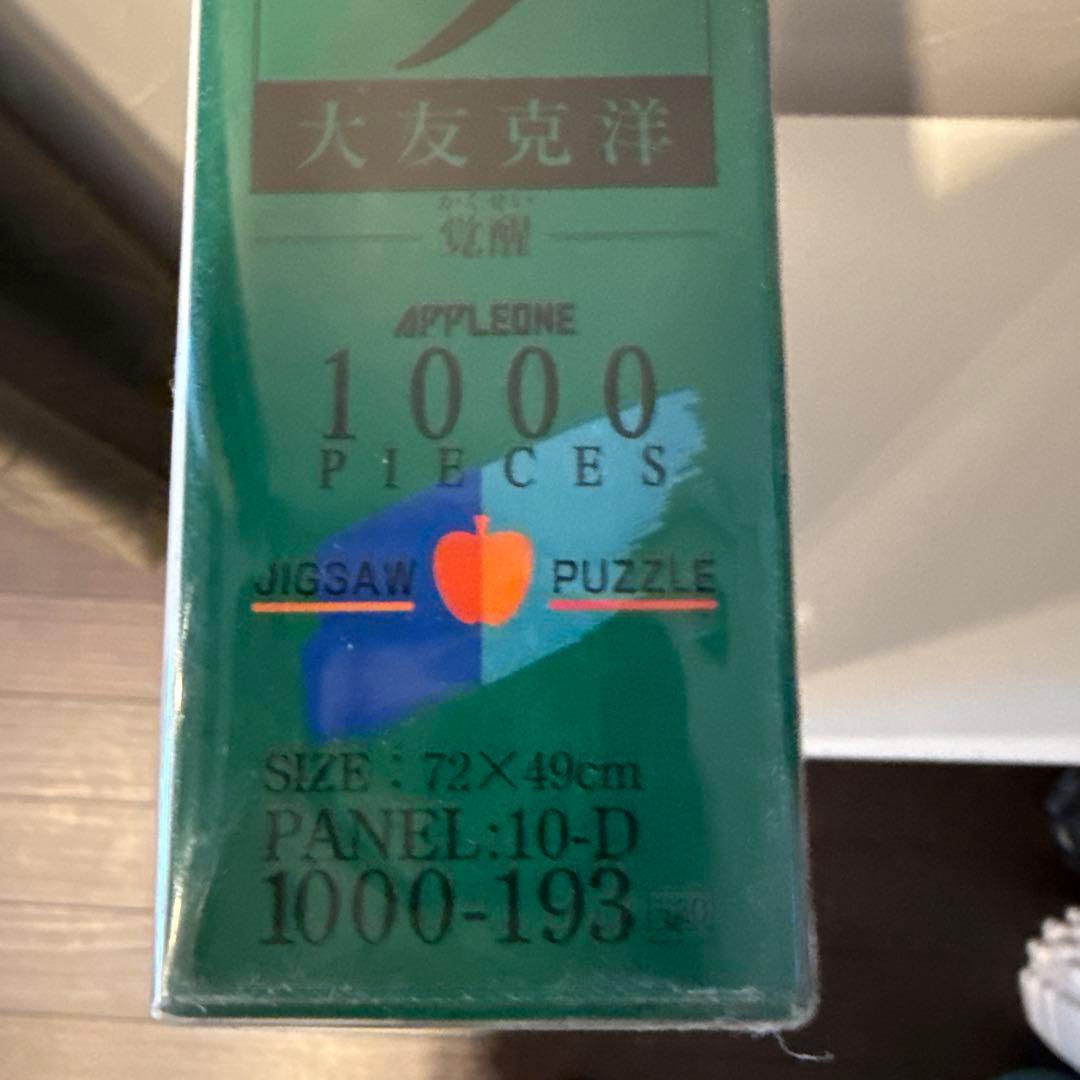 大友克洋
かくせい
覚醒
APPLEONE
1000
PIECES
JIGSAW PUZZLE
SIZE：72×49cm
PANEL:10-D
1000-193